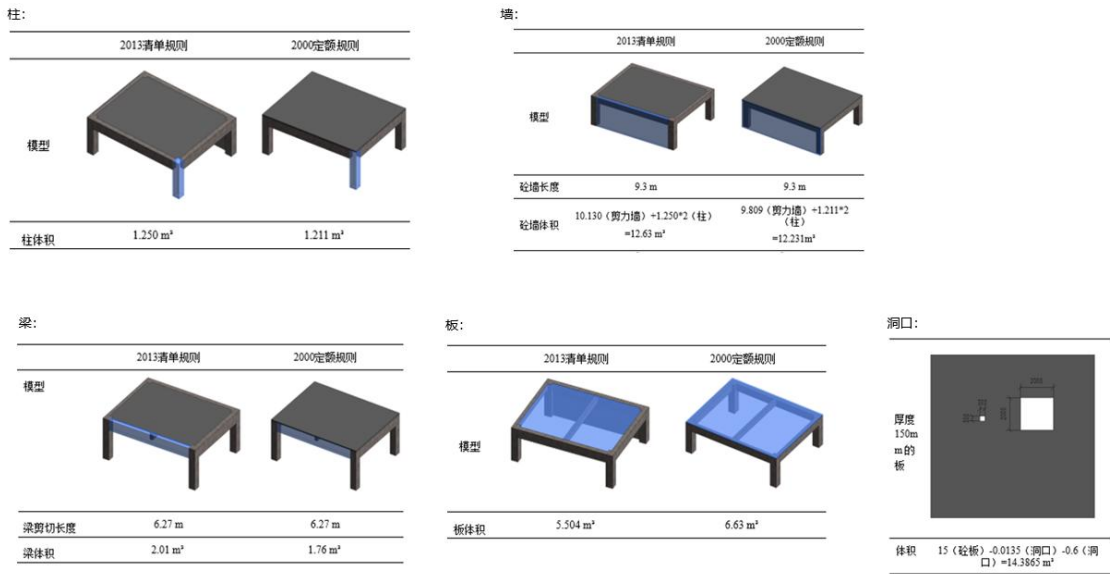 柱:
2013清单规则 2000定额规则
模型
柱体积 1.250 m³ 1.211 m³
墙:
2013清单规则 2000定额规则
模型
砼墙长度 9.3 m 9.3 m
砼墙体积 10.130（剪力墙）+1.250*2（柱） =12.63 m³ 9.809（剪力墙）+1.211*2
（柱）
=12.231m³
梁:
2013清单规则 2000定额规则
模型
梁剪切长度 6.27 m 6.27 m
梁体积 2.01 m³ 1.76 m³
板:
2013清单规则 2000定额规则
模型
板体积 5.504 m³ 6.63 m³
洞口:
厚度
150m
m的
板
体积 15（砼板）-0.0135（洞口）-0.6（洞
口）=14.3865 m³